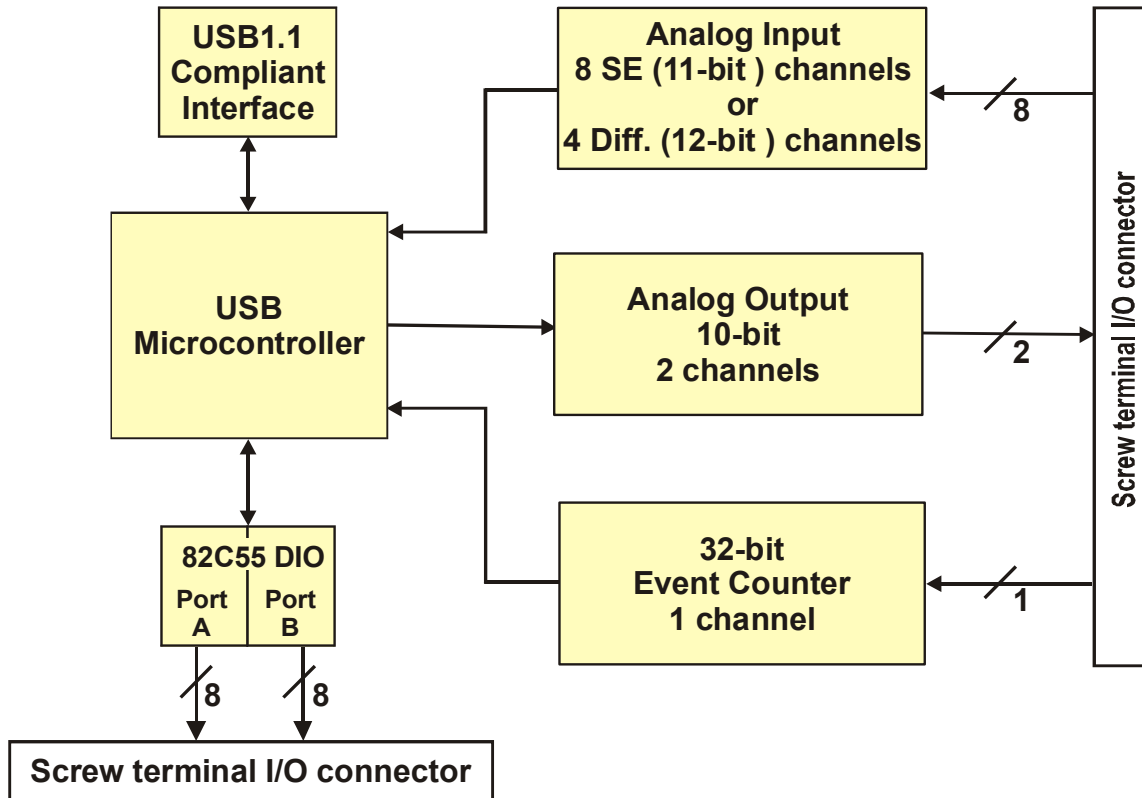 USB1.1
Compliant
Interface
Analog Input
8 SE (11-bit ) channels
or
4 Diff. (12-bit ) channels
8
USB
Microcontroller
Analog Output
10-bit
2 channels
2
Screw terminal I/O connector
82C55 DIO
Port
A
Port
B
32-bit
Event Counter
1 channel
1
8
8
Screw terminal I/O connector